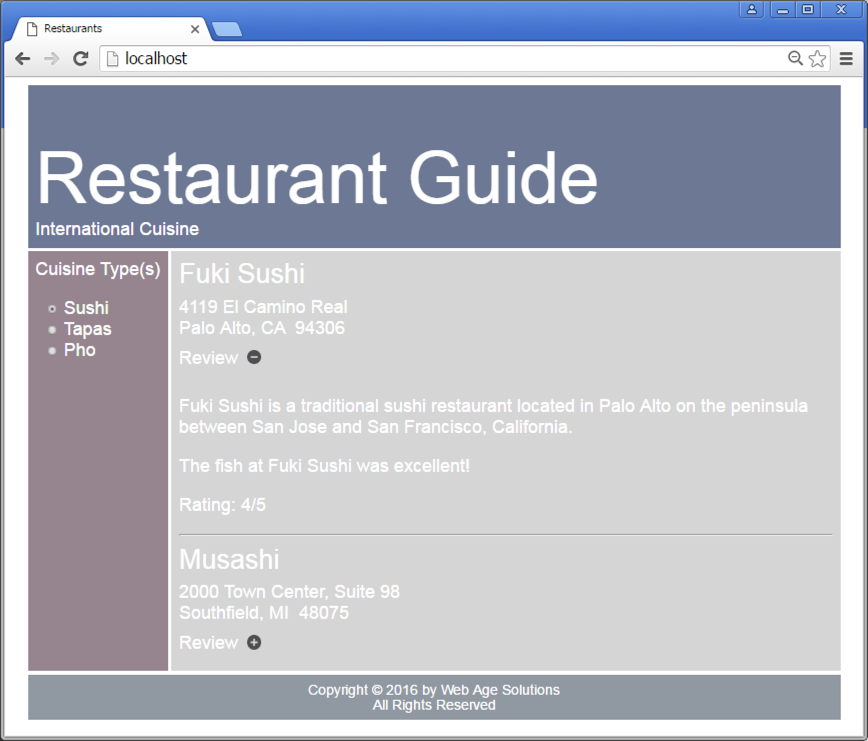 Restaurants
localhost
Restaurant Guide
International Cuisine
Cuisine Type(s)
Sushi
Tapas
Pho
Fuki Sushi
4119 El Camino Real
Palo Alto, CA  94306
Review
Fuki Sushi is a traditional sushi restaurant located in Palo Alto on the peninsula
between San Jose and San Francisco, California.
The fish at Fuki Sushi was excellent!
Rating: 4/5
Musashi
2000 Town Center, Suite 98
Southfield, MI  48075
Review
Copyright © 2016 by Web Age Solutions
All Rights Reserved